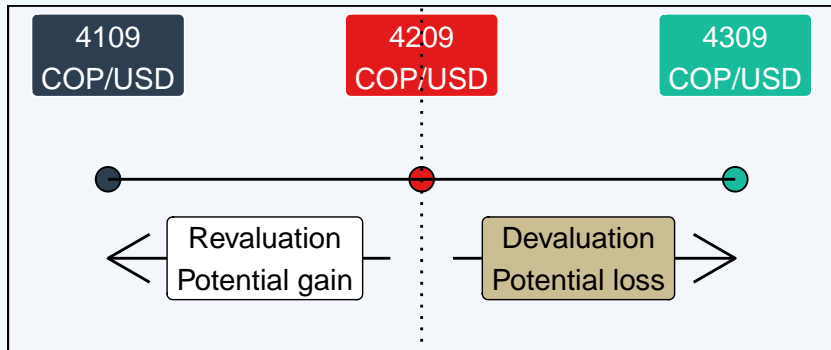 4109
COP/USD
4209
COP/USD
4309
COP/USD
Revaluation
Potential gain
Devaluation
Potential loss